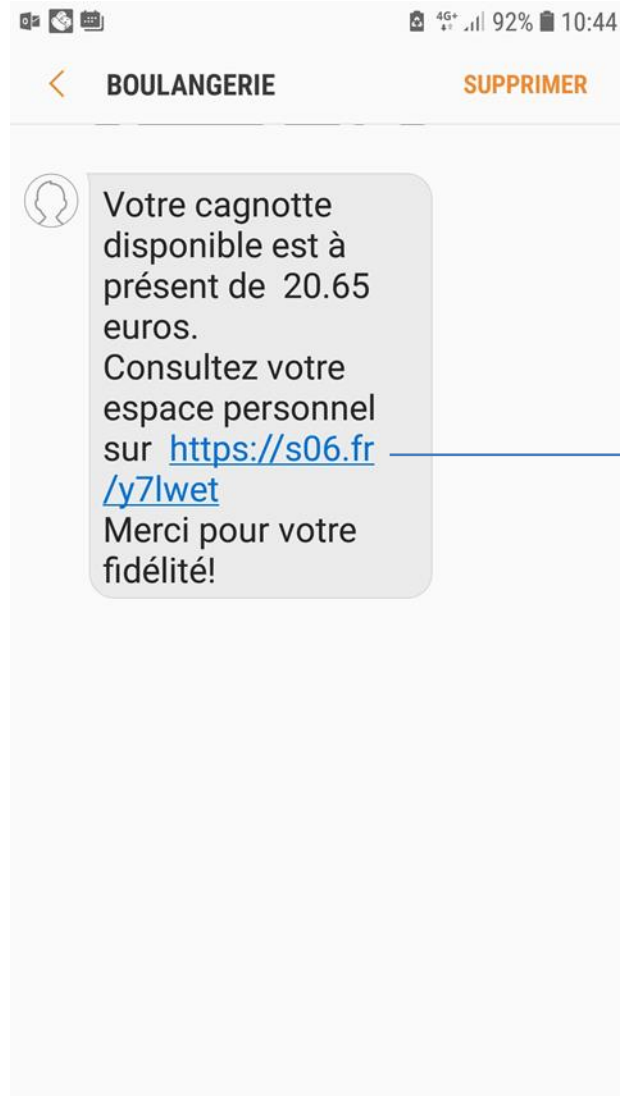 4G+ 92% 10:44
BOULANGERIE SUPPRIMER
Votre cagnotte
disponible est à
présent de 20.65
euros.
Consultez votre
espace personnel
sur https://s06.fr
/y7lwet
Merci pour votre
fidélité!